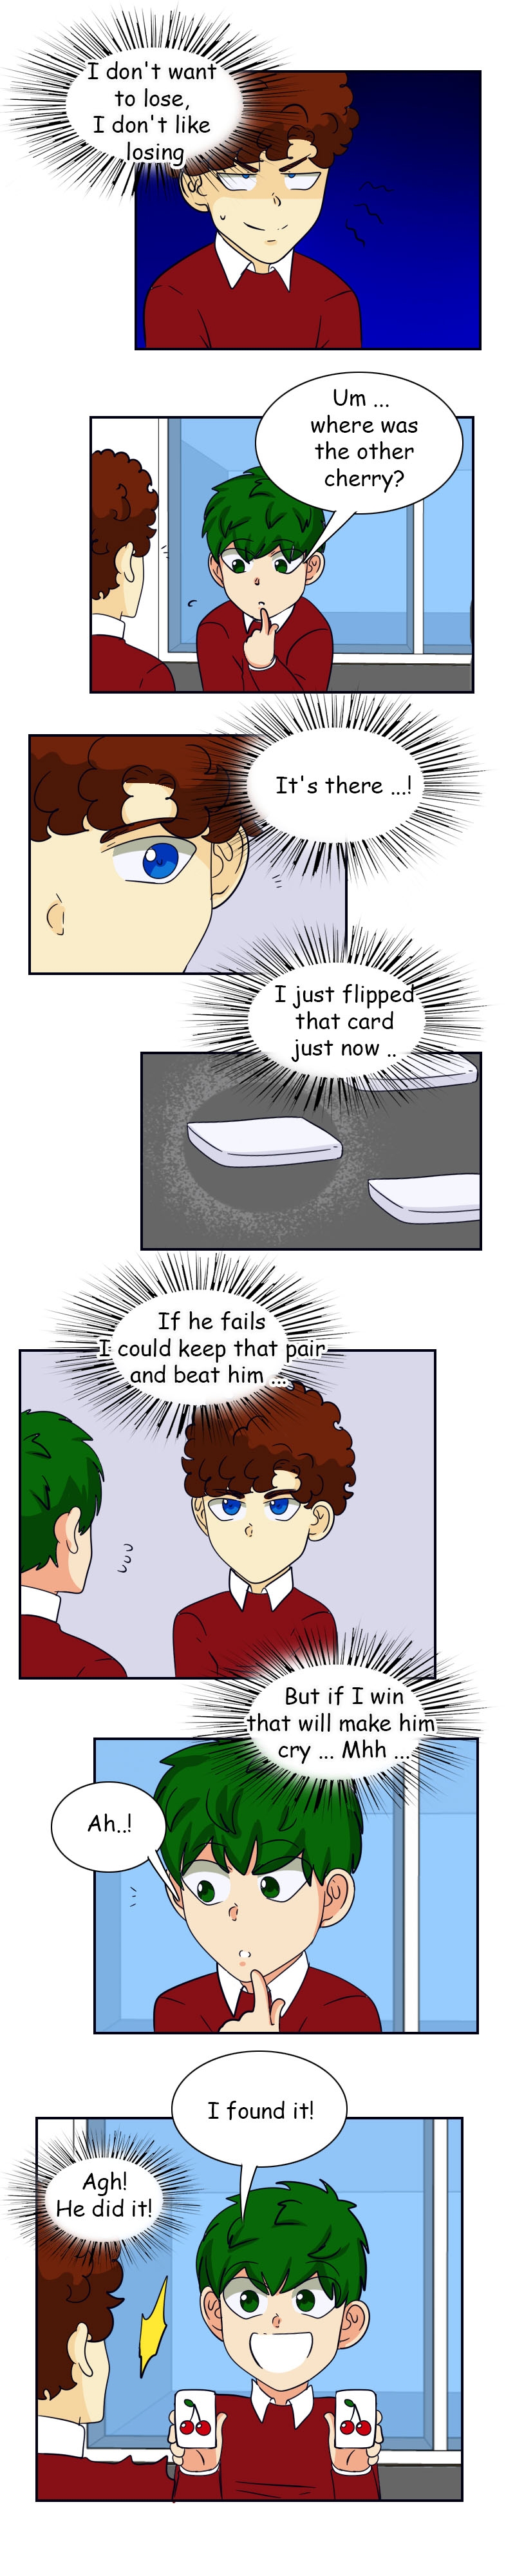 I don't want
to lose,
I don't like
losing
Um ...
where was
the other
cherry?
It's there ...!
I just flipped
that card
just now ..
If he fails
I could keep that pair
and beat him ...
But if I win
that will make him
cry ... Mhh ...
Ah..!
I found it!
Agh!
He did it!